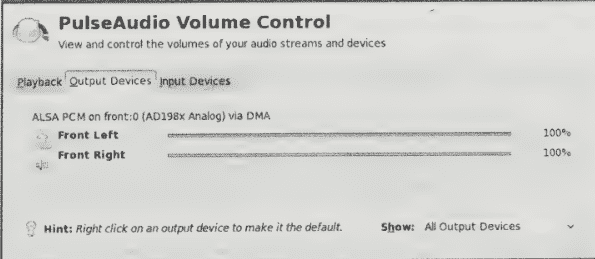 PulseAudio Volume Control
View and control the volumes of your audio streams and devices
Playback Output Devices Input Devices
ALSA PCM on front:0 (AD198x Analog) via DMA
Front Left 100%
Front Right 100%
Hint: Right click on an output device to make it the default. Show: All Output Devices